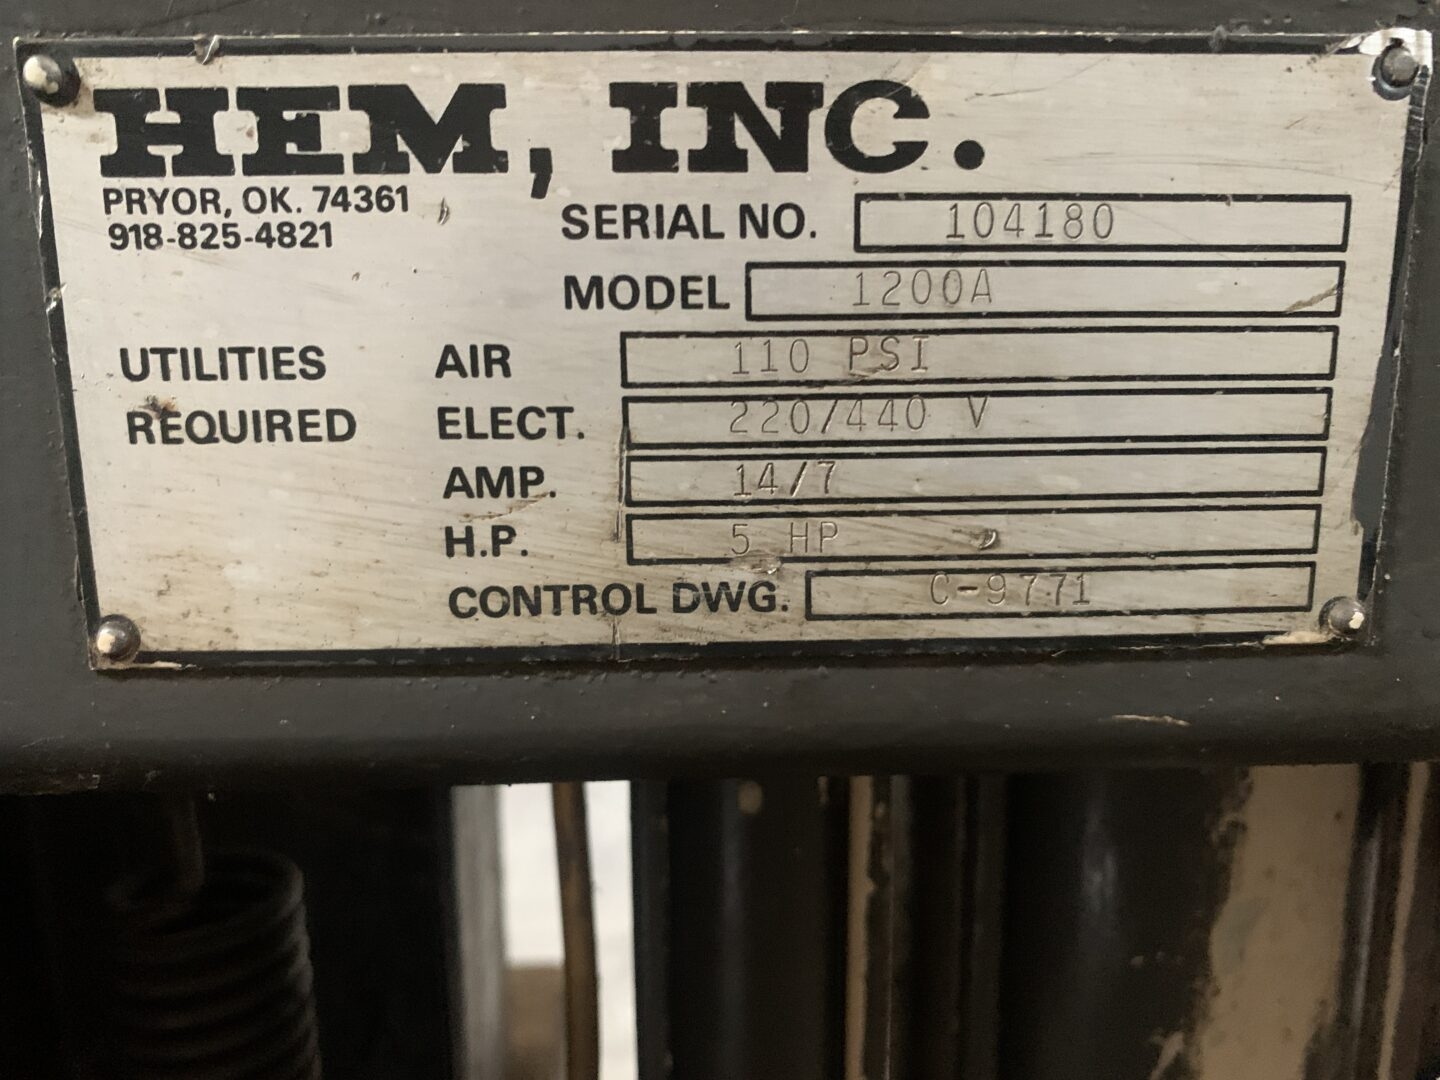 HEM, INC.
PRYOR, OK. 74361
918-825-4821
SERIAL NO. 104180
MODEL 1200A
UTILITIES AIR 110 PSI
REQUIRED ELECT. 220/440 V
AMP. 14/7
H.P. 5 HP
CONTROL DWG. C-9771